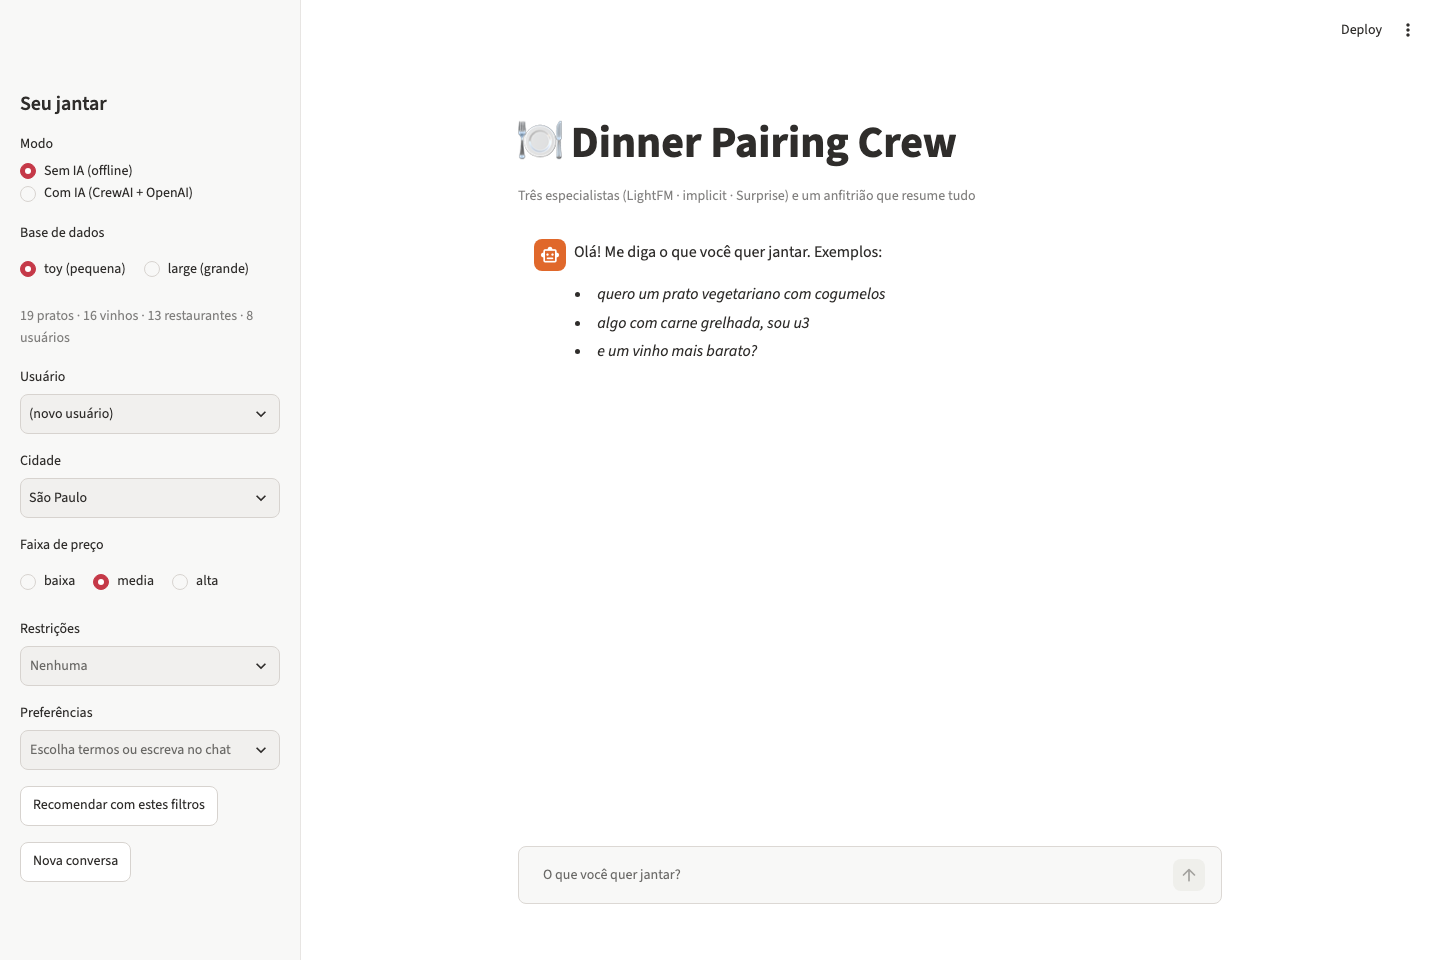 Deploy
Seu jantar
Modo
Sem IA (offline)
Com IA (CrewAI + OpenAI)
Base de dados
toy (pequena)
large (grande)
19 pratos · 16 vinhos · 13 restaurantes · 8
usuários
Usuário
(novo usuário)
Cidade
São Paulo
Faixa de preço
baixa
media
alta
Restrições
Nenhuma
Preferências
Escolha termos ou escreva no chat
Recomendar com estes filtros
Nova conversa
Dinner Pairing Crew
Três especialistas (LightFM · implicit · Surprise) e um anfitrião que resume tudo
Olá! Me diga o que você quer jantar. Exemplos:
quero um prato vegetariano com cogumelos
algo com carne grelhada, sou u3
e um vinho mais barato?
O que você quer jantar?